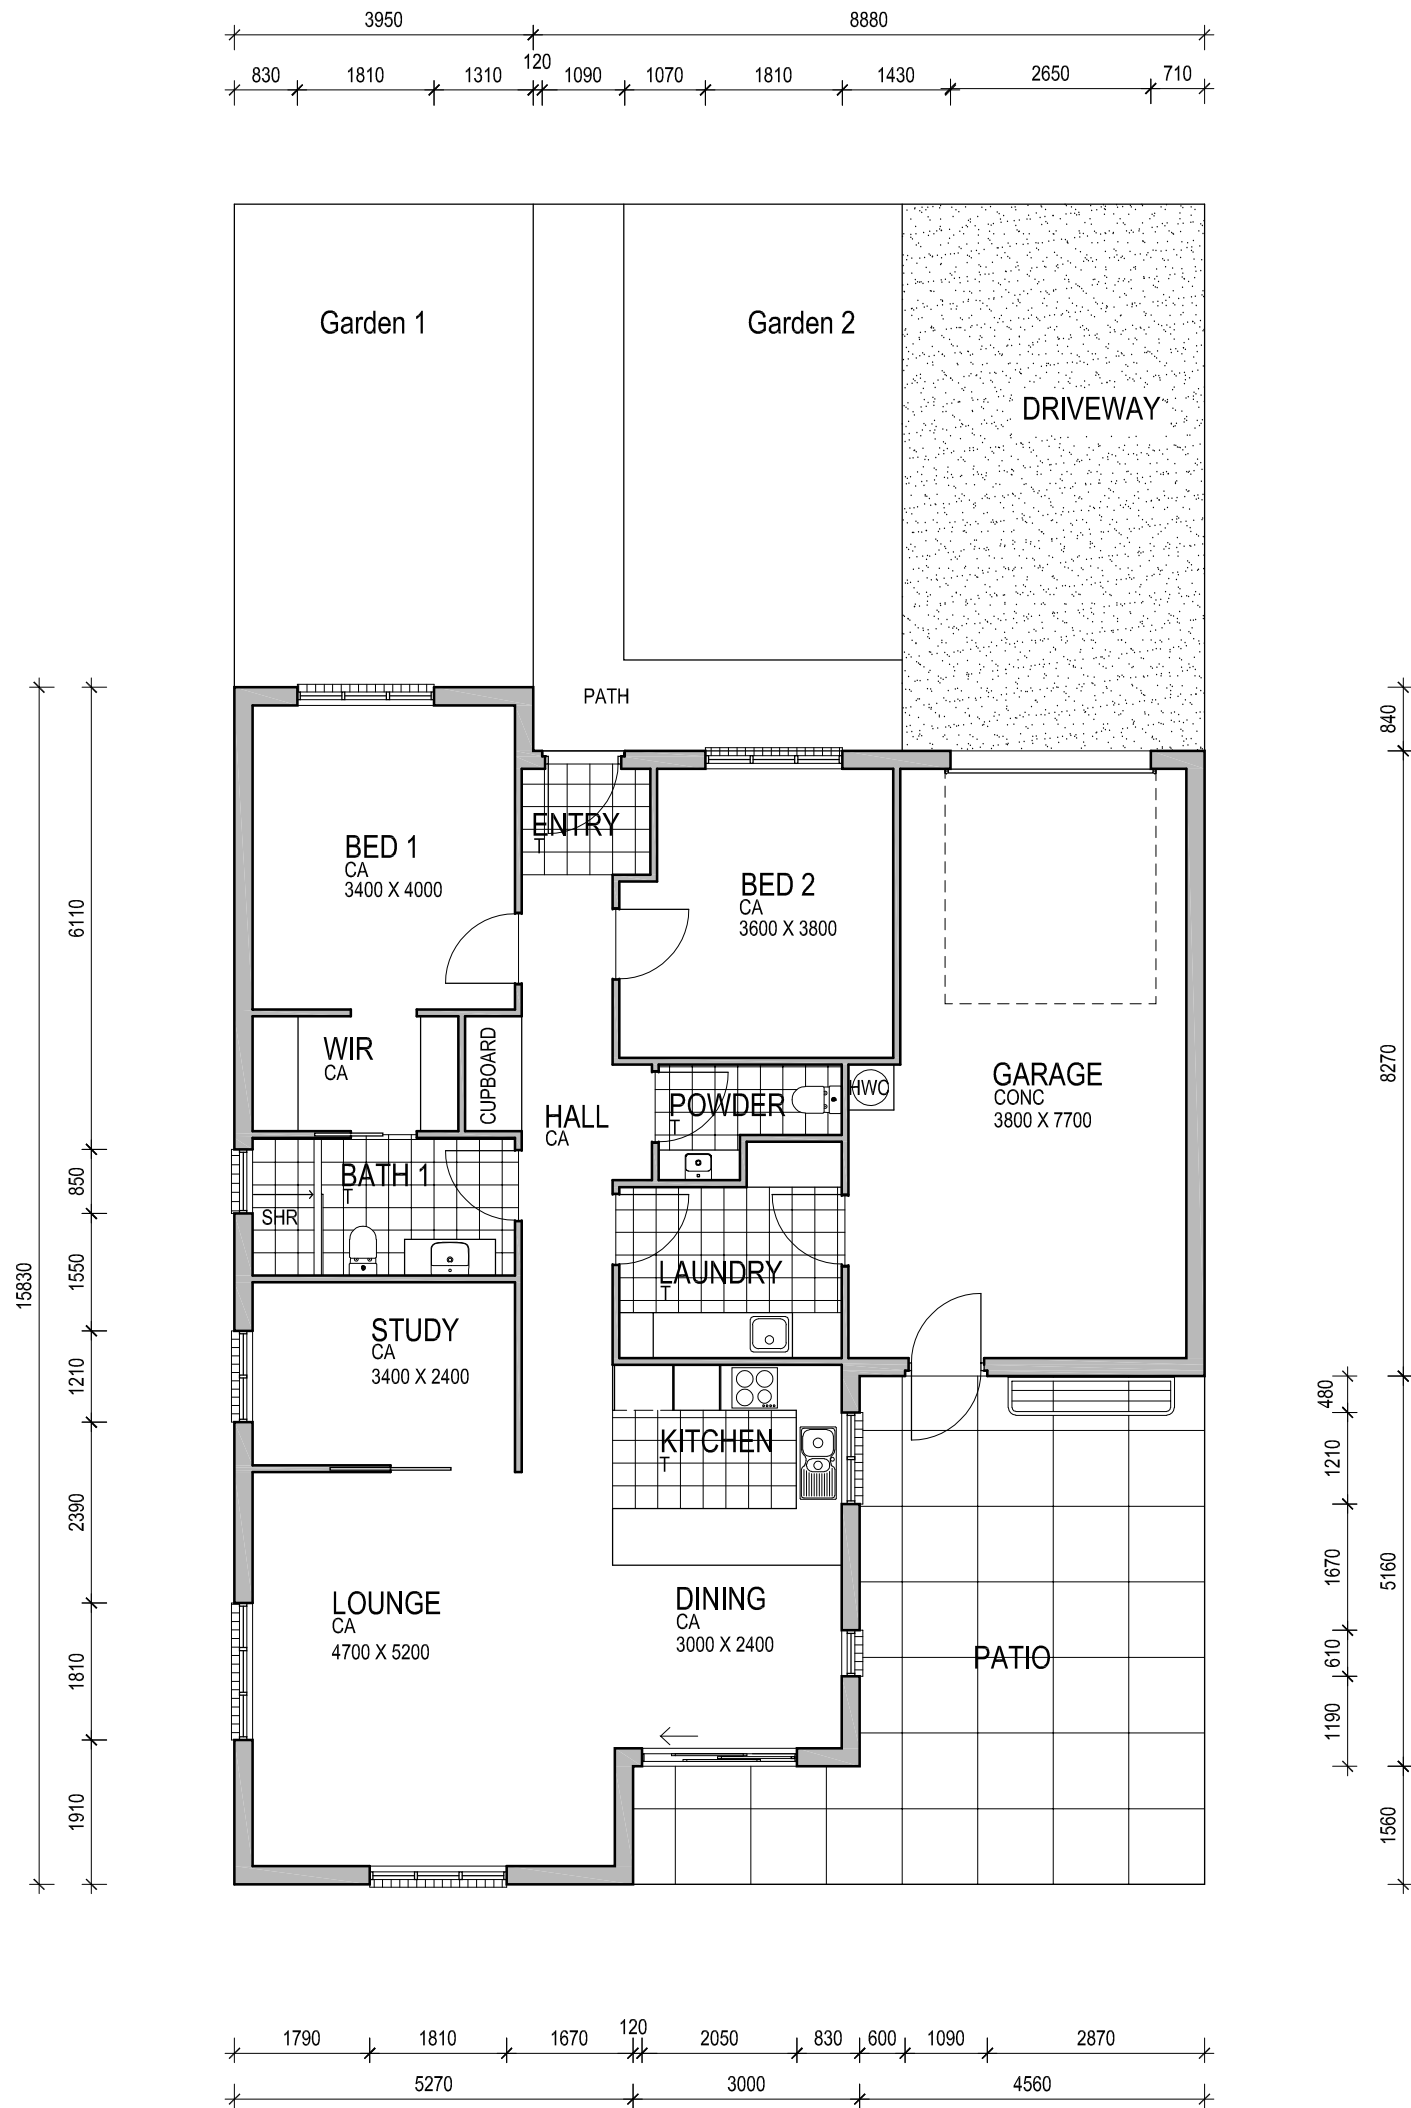 3950
8880
830
1810
1310
120
1090
1070
1810
1430
2650
710
Garden 1
Garden 2
DRIVEWAY
PATH
840
ENTRY
T
BED 1
CA
3400 X 4000
BED 2
CA
3600 X 3800
6110
WIR
CA
CUPBOARD
HALL
CA
POWDER
T
HWC
GARAGE
CONC
3800 X 7700
8270
850
BATH 1
T
SHR
1550
15830
LAUNDRY
T
STUDY
CA
3400 X 2400
1210
480
KITCHEN
T
1210
2390
1670
5160
LOUNGE
CA
4700 X 5200
DINING
CA
3000 X 2400
1810
610
PATIO
1190
1910
1560
1790
1810
1670
120
2050
830
600
1090
2870
5270
3000
4560